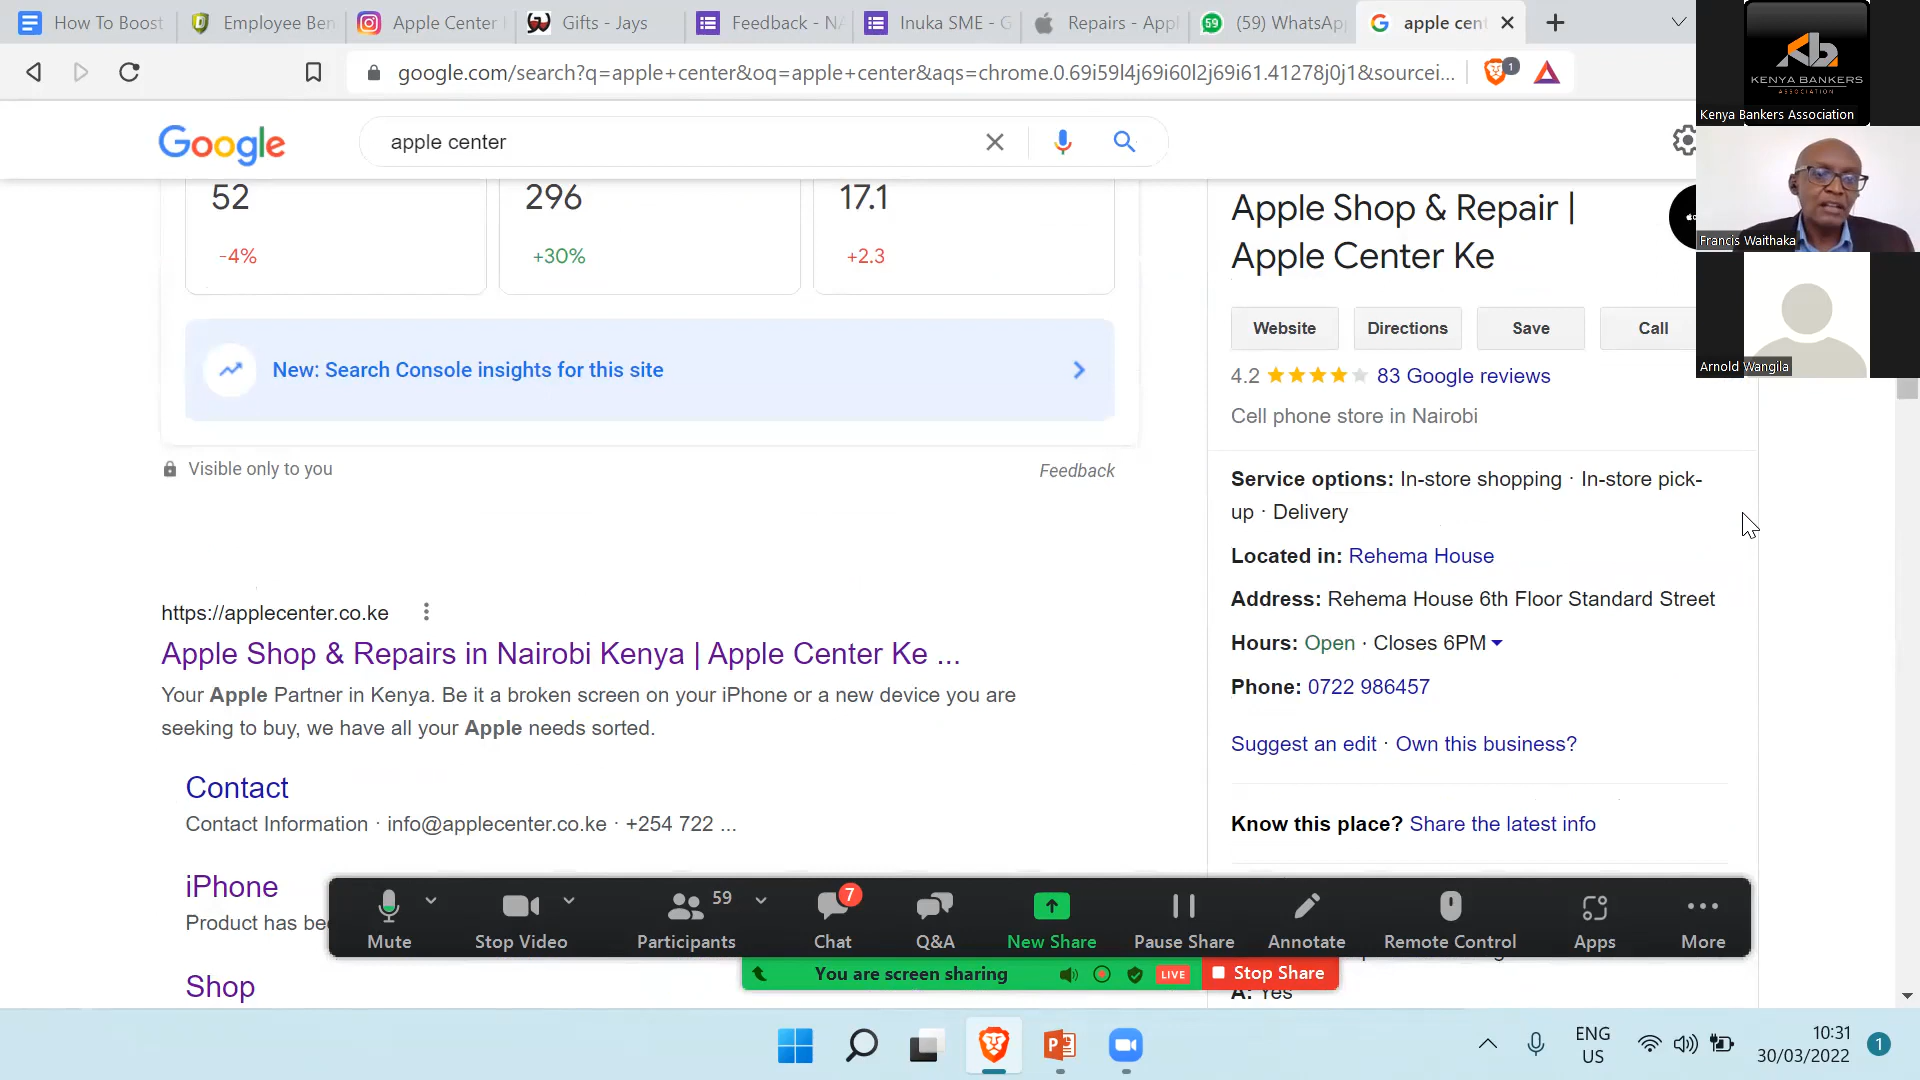 How To Boost
Employee Ben
Apple Center
Gifts - Jays
Feedback - NA
Inuka SME - G
Repairs - Appl
59
(59) WhatsAp
apple cent
google.com/search?q=apple+center&oq=apple+center&aqs=chrome.0.69i59l4j69i60l2j69i61.41278j0j1&sourcei...
1
KENYA BANKERS
ASSOCIATION
Kenya Bankers Association
Google
apple center
52
296
17.1
-4%
+30%
+2.3
New: Search Console insights for this site
Visible only to you
Feedback
https://applecenter.co.ke
Apple Shop & Repairs in Nairobi Kenya | Apple Center Ke ...
Your Apple Partner in Kenya. Be it a broken screen on your iPhone or a new device you are
seeking to buy, we have all your Apple needs sorted.
Contact
Contact Information · info@applecenter.co.ke · +254 722 ...
iPhone
Product has bee
Shop
Apple Shop & Repair |
Apple Center Ke
Website
Directions
Save
Call
4.2
83 Google reviews
Cell phone store in Nairobi
Service options: In-store shopping · In-store pick-
up · Delivery
Located in: Rehema House
Address: Rehema House 6th Floor Standard Street
Hours: Open · Closes 6PM
Phone: 0722 986457
Suggest an edit · Own this business?
Know this place? Share the latest info
A: Yes
Francis Waithaka
Arnold Wangila
Mute
Stop Video
59
Participants
7
Chat
Q&A
New Share
Pause Share
Annotate
Remote Control
Apps
More
You are screen sharing
LIVE
Stop Share
ENG
US
10:31
30/03/2022
1